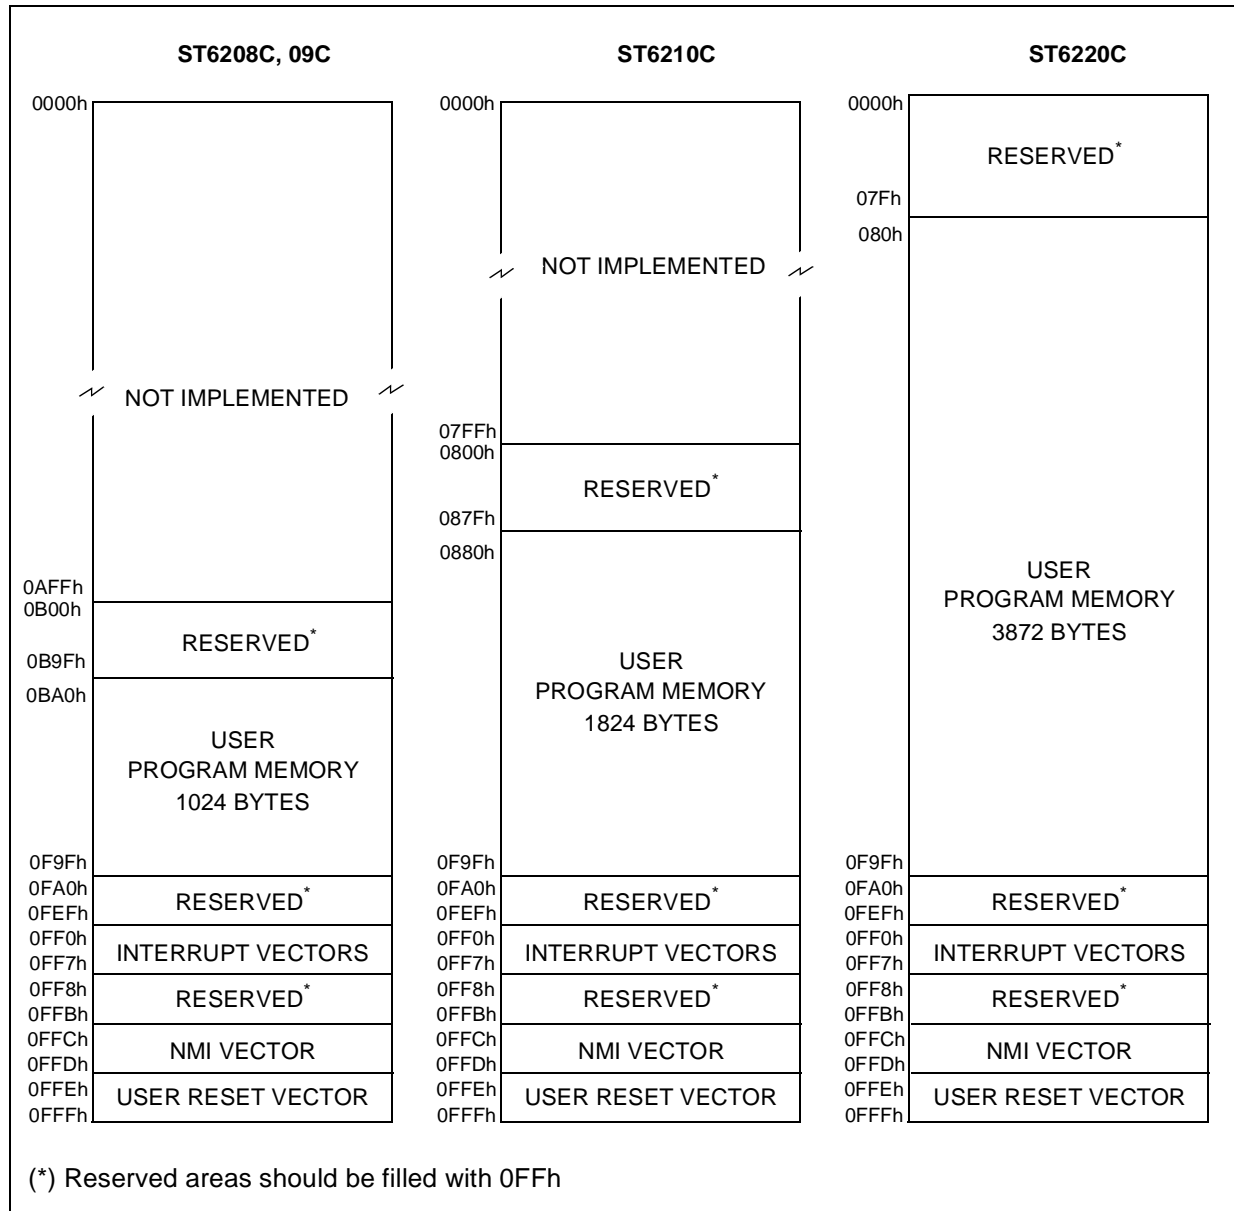 ST6208C, 09C
0000h
NOT IMPLEMENTED
0AFFh
0B00h
RESERVED*
0B9Fh
0BA0h
USER
PROGRAM MEMORY
1024 BYTES
0F9Fh
0FA0h
RESERVED*
0FEFh
0FF0h
INTERRUPT VECTORS
0FF7h
0FF8h
RESERVED*
0FFBh
0FFCh
NMI VECTOR
0FFDh
0FFEh
USER RESET VECTOR
0FFFh
ST6210C
0000h
NOT IMPLEMENTED
07FFh
0800h
RESERVED*
087Fh
0880h
USER
PROGRAM MEMORY
1824 BYTES
0F9Fh
0FA0h
RESERVED*
0FEFh
0FF0h
INTERRUPT VECTORS
0FF7h
0FF8h
RESERVED*
0FFBh
0FFCh
NMI VECTOR
0FFDh
0FFEh
USER RESET VECTOR
0FFFh
ST6220C
0000h
RESERVED*
07Fh
080h
USER
PROGRAM MEMORY
3872 BYTES
0F9Fh
0FA0h
RESERVED*
0FEFh
0FF0h
INTERRUPT VECTORS
0FF7h
0FF8h
RESERVED*
0FFBh
0FFCh
NMI VECTOR
0FFDh
0FFEh
USER RESET VECTOR
0FFFh
(*) Reserved areas should be filled with 0FFh